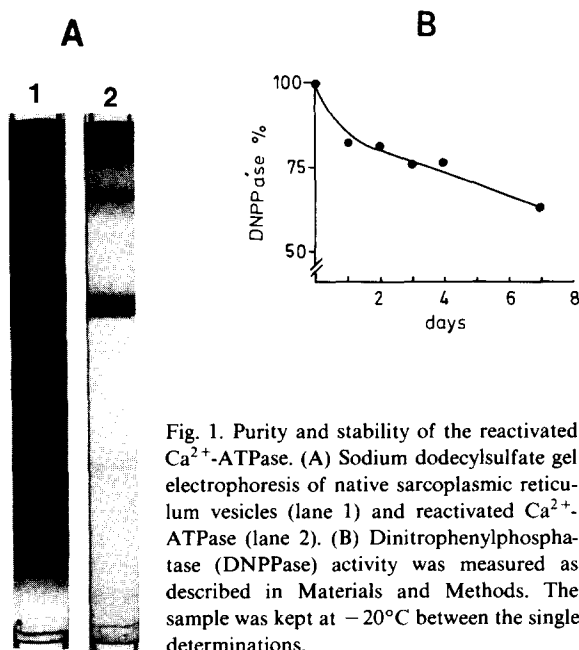 A
B
1
2
100
75
50
DNPPase %
2
4
6
8
days
Fig. 1. Purity and stability of the reactivated
Ca²⁺-ATPase. (A) Sodium dodecylsulfate gel
electrophoresis of native sarcoplasmic reticu-
lum vesicles (lane 1) and reactivated Ca²⁺-
ATPase (lane 2). (B) Dinitrophenylphospha-
tase (DNPPase) activity was measured as
described in Materials and Methods. The
sample was kept at −20°C between the single
determinations.